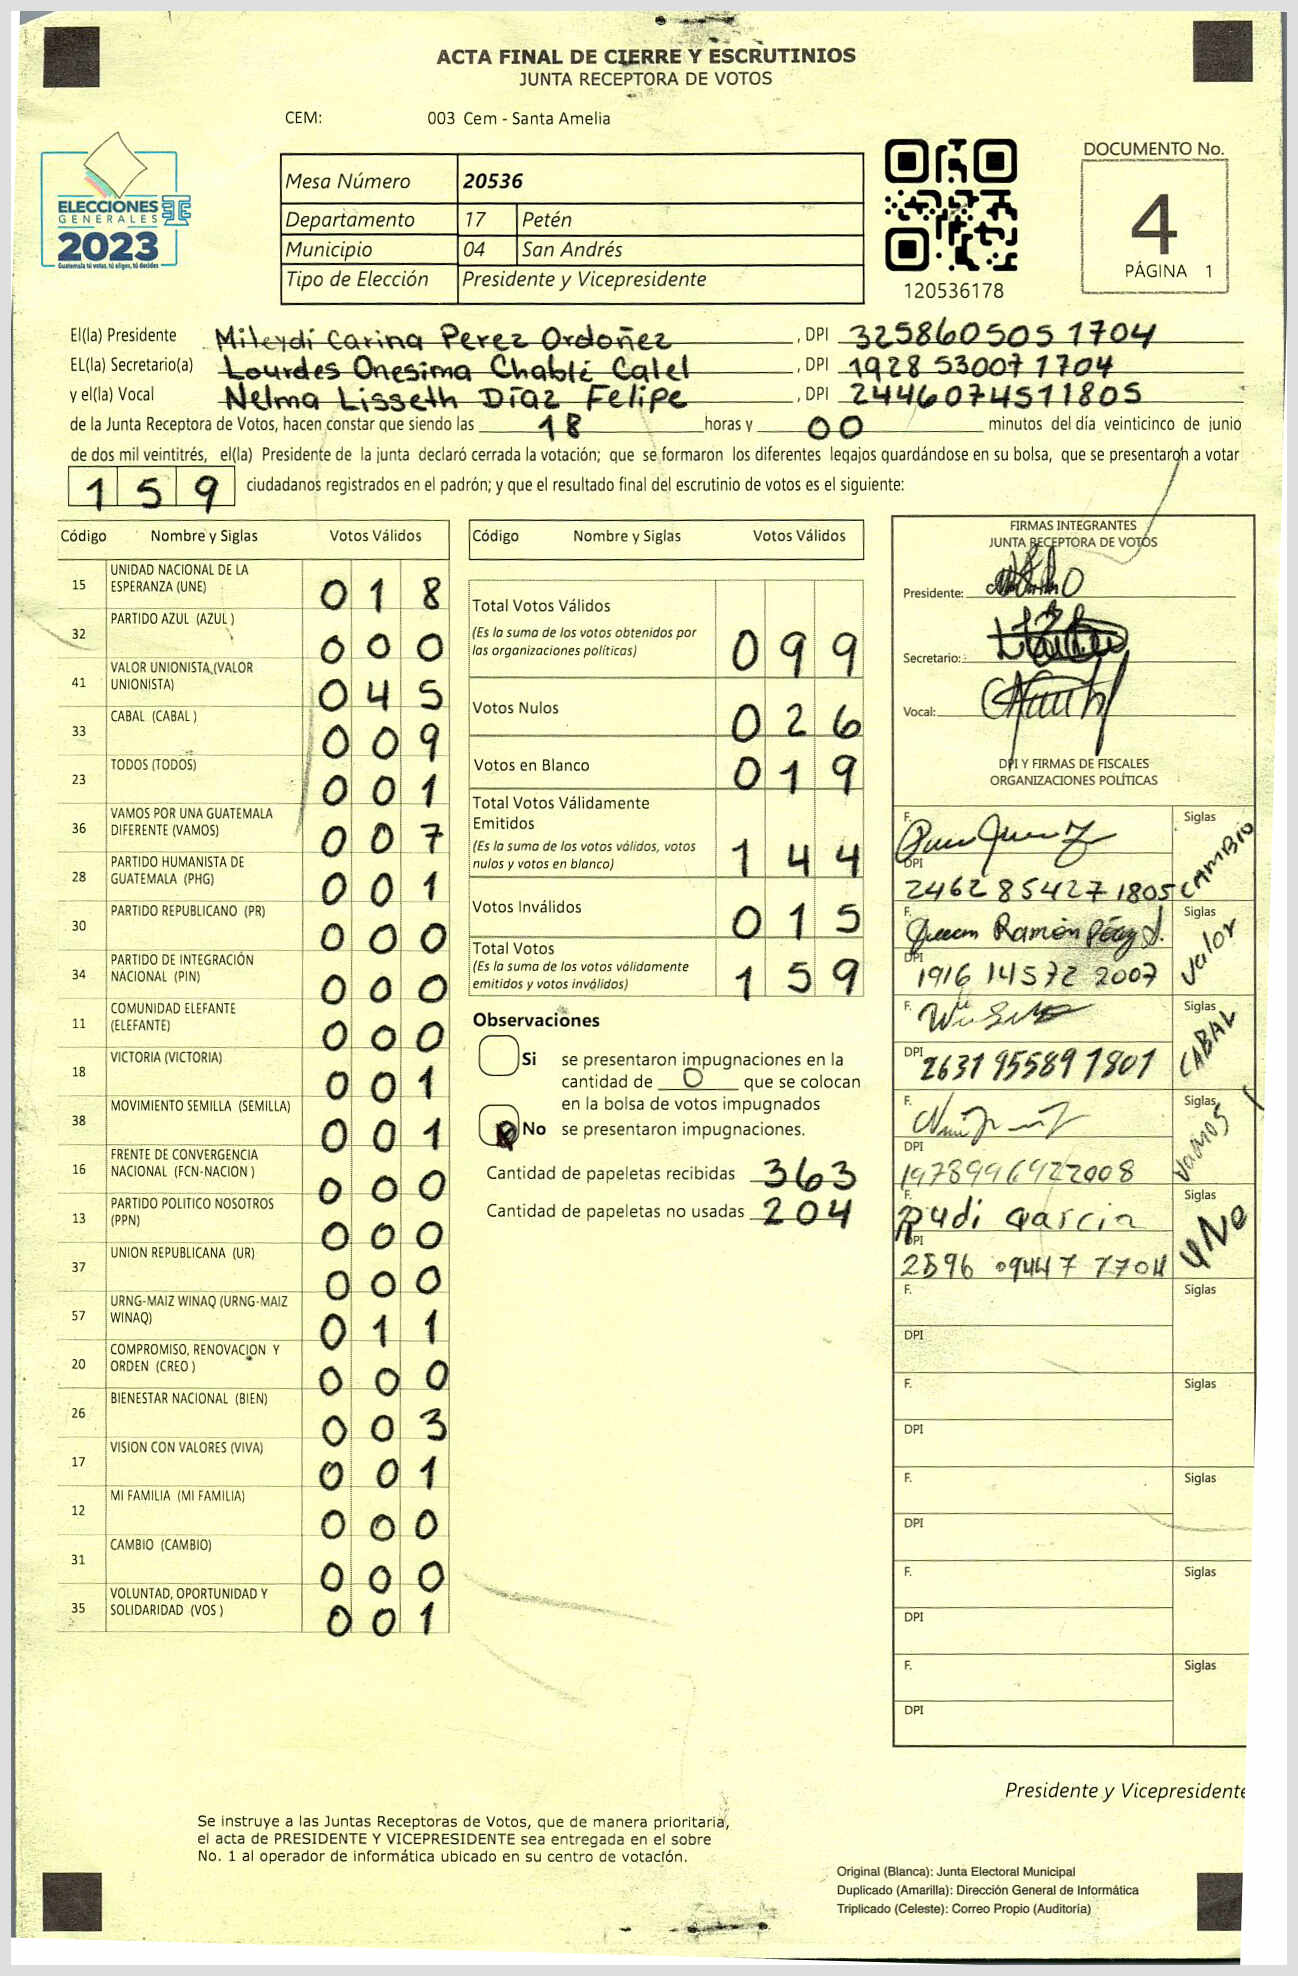 ACTA FINAL DE CIERRE Y ESCRUTINIOS
JUNTA RECEPTORA DE VOTOS
CEM: 003 Cem - Santa Amelia
ELECCIONES
GENERALES
2023
Guatemala tú votas, tú eliges, tú decides
Mesa Número 20536
Departamento 17 Petén
Municipio 04 San Andrés
Tipo de Elección Presidente y Vicepresidente
120536178
DOCUMENTO No.
4
PÁGINA 1
El(la) Presidente Mileydi Carina Perez Ordoñez , DPI 3258605051704
EL(la) Secretario(a) Lourdes Onesima Chablé Calel , DPI 1928 53007 1704
y el(la) Vocal Nelma Lisseth Díaz Felipe , DPI 2446074511805
de la Junta Receptora de Votos, hacen constar que siendo las 18 horas y 00 minutos del día veinticinco de junio
de dos mil veintitrés, el(la) Presidente de la junta declaró cerrada la votación; que se formaron los diferentes legajos guardándose en su bolsa, que se presentaron a votar
159 ciudadanos registrados en el padrón; y que el resultado final del escrutinio de votos es el siguiente:
Código Nombre y Siglas Votos Válidos
15 UNIDAD NACIONAL DE LA ESPERANZA (UNE) 018
32 PARTIDO AZUL (AZUL ) 000
41 VALOR UNIONISTA,(VALOR UNIONISTA) 045
33 CABAL (CABAL ) 009
23 TODOS (TODOS) 001
36 VAMOS POR UNA GUATEMALA DIFERENTE (VAMOS) 007
28 PARTIDO HUMANISTA DE GUATEMALA (PHG) 001
30 PARTIDO REPUBLICANO (PR) 000
34 PARTIDO DE INTEGRACIÓN NACIONAL (PIN) 000
11 COMUNIDAD ELEFANTE (ELEFANTE) 000
18 VICTORIA (VICTORIA) 001
38 MOVIMIENTO SEMILLA (SEMILLA) 001
16 FRENTE DE CONVERGENCIA NACIONAL (FCN-NACION ) 000
13 PARTIDO POLITICO NOSOTROS (PPN) 000
37 UNION REPUBLICANA (UR) 000
57 URNG-MAIZ WINAQ (URNG-MAIZ WINAQ) 011
20 COMPROMISO, RENOVACION Y ORDEN (CREO ) 000
26 BIENESTAR NACIONAL (BIEN) 003
17 VISION CON VALORES (VIVA) 001
12 MI FAMILIA (MI FAMILIA) 000
31 CAMBIO (CAMBIO) 000
35 VOLUNTAD, OPORTUNIDAD Y SOLIDARIDAD (VOS ) 001
Código Nombre y Siglas Votos Válidos
Total Votos Válidos
(Es la suma de los votos obtenidos por
las organizaciones políticas) 099
Votos Nulos 026
Votos en Blanco 019
Total Votos Válidamente
Emitidos
(Es la suma de los votos válidos, votos
nulos y votos en blanco) 144
Votos Inválidos 015
Total Votos
(Es la suma de los votos válidamente
emitidos y votos inválidos) 159
Observaciones
Si se presentaron impugnaciones en la
cantidad de 0 que se colocan
en la bolsa de votos impugnados
No se presentaron impugnaciones.
Cantidad de papeletas recibidas 363
Cantidad de papeletas no usadas 204
FIRMAS INTEGRANTES
JUNTA RECEPTORA DE VOTOS
Presidente:
Secretario:
Vocal:
DPI Y FIRMAS DE FISCALES
ORGANIZACIONES POLÍTICAS
F. Siglas CAMBIO
DPI 2462 85427 1805
F. Juan Ramón Siglas Valor
DPI 1916 14572 2007
F. Siglas CABAL
DPI 2631 95589 1801
F. Siglas Vamos
DPI 1978996922008
F. Rudi Garcia Siglas UNO
DPI
F. Siglas
DPI
F. Siglas
DPI
F. Siglas
DPI
F. Siglas
DPI
F. Siglas
DPI
Presidente y Vicepresidente
Se instruye a las Juntas Receptoras de Votos, que de manera prioritaria,
el acta de PRESIDENTE Y VICEPRESIDENTE sea entregada en el sobre
No. 1 al operador de informática ubicado en su centro de votación.
Original (Blanca): Junta Electoral Municipal
Duplicado (Amarilla): Dirección General de Informática
Triplicado (Celeste): Correo Propio (Auditoría)